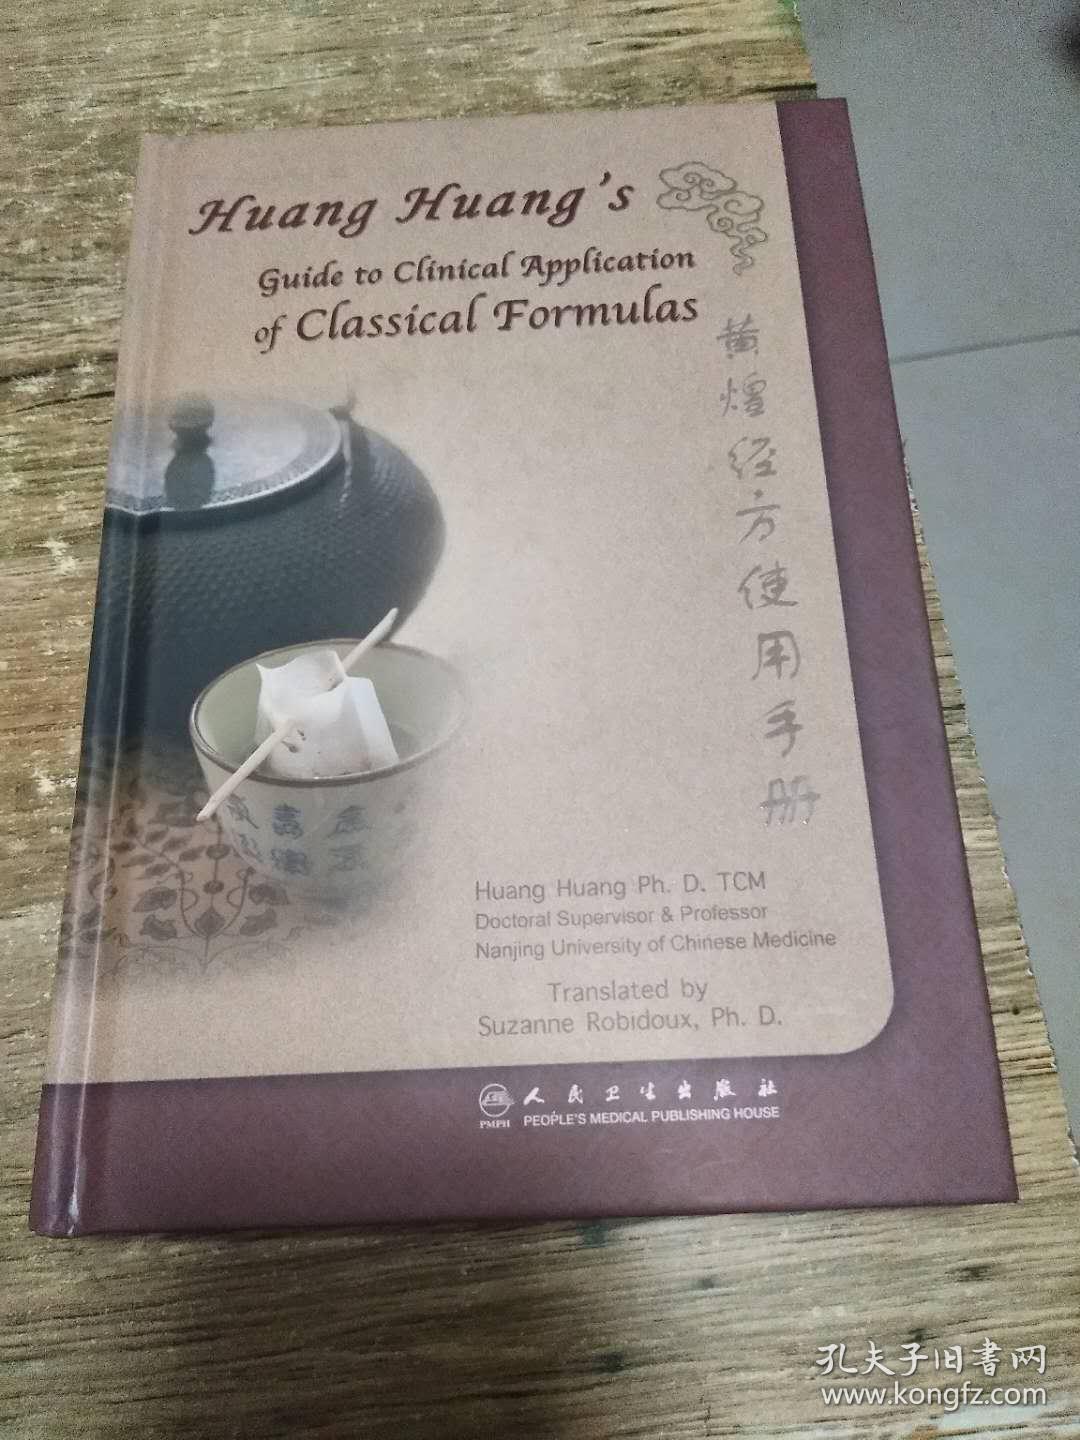 Huang Huang's
Guide to Clinical Application
of Classical Formulas
黄煌经方使用手册
Huang Huang Ph. D. TCM
Doctoral Supervisor & Professor
Nanjing University of Chinese Medicine
Translated by
Suzanne Robidoux, Ph. D.
PMPH
人民卫生出版社
PEOPLE'S MEDICAL PUBLISHING HOUSE
孔夫子旧書网
www.kongfz.com